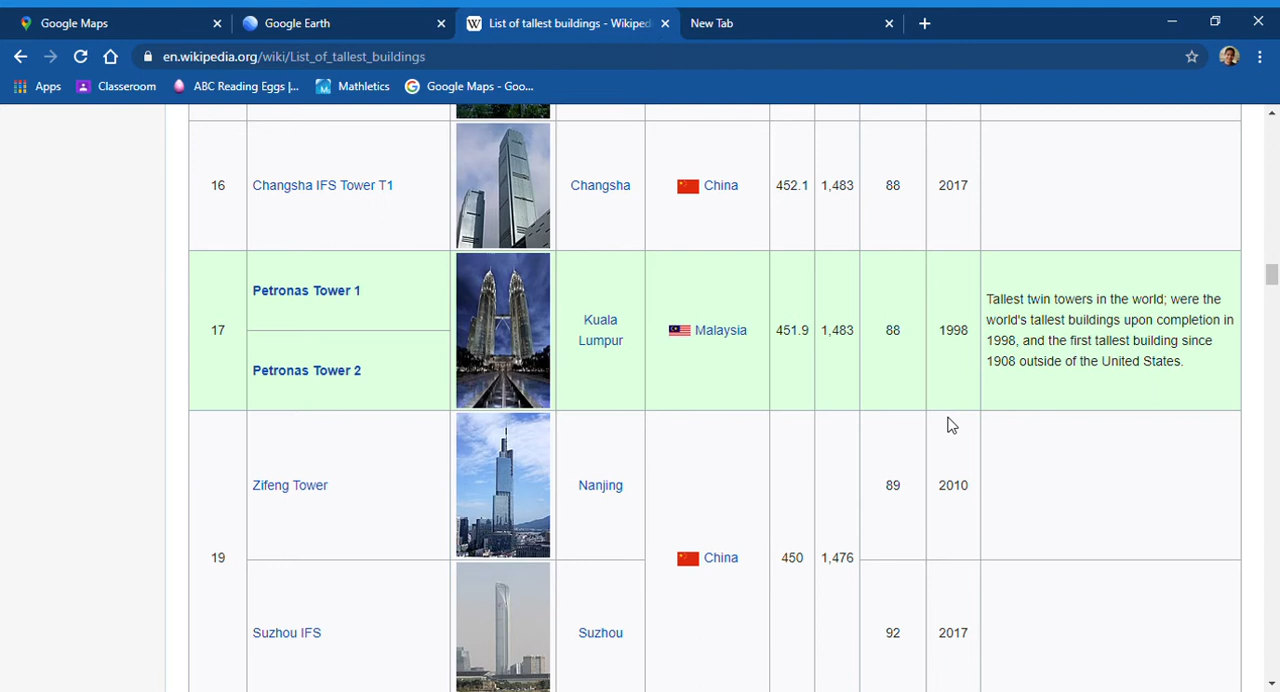 Google Maps
Google Earth
W List of tallest buildings - Wikiped
New Tab
en.wikipedia.org/wiki/List_of_tallest_buildings
Apps
Classroom
ABC Reading Eggs |...
Mathletics
Google Maps - Goo...
16 Changsha IFS Tower T1 Changsha China 452.1 1,483 88 2017
17
Petronas Tower 1
Petronas Tower 2
Kuala
Lumpur
Malaysia 451.9 1,483 88 1998
Tallest twin towers in the world; were the
world's tallest buildings upon completion in
1998, and the first tallest building since
1908 outside of the United States.
19
Zifeng Tower Nanjing
China 450 1,476
89 2010
Suzhou IFS Suzhou 92 2017